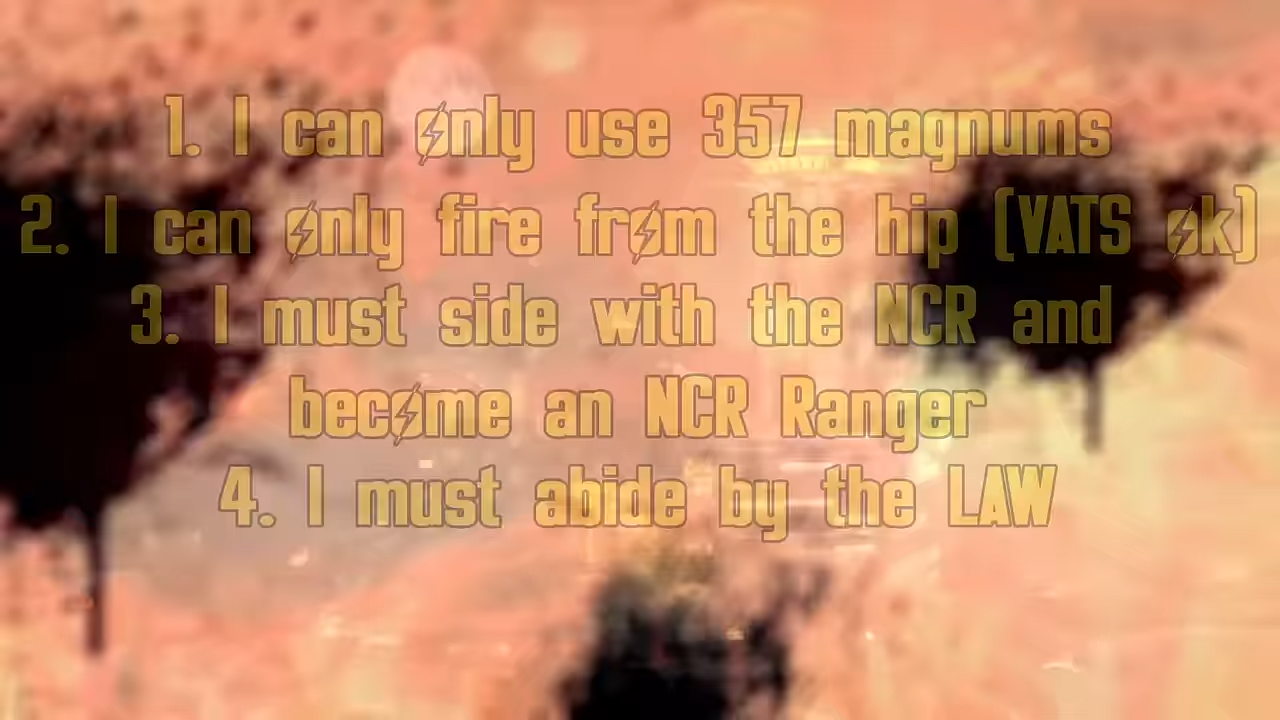 1. I can only use 357 magnums
2. I can only fire from the hip (VATS ok)
3. I must side with the NCR and
become an NCR Ranger
4. I must abide by the LAW